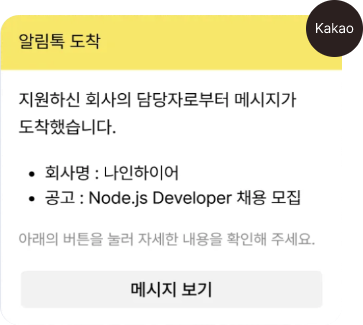 Kakao
알림톡 도착
지원하신 회사의 담당자로부터 메시지가
도착했습니다.
• 회사명 : 나인하이어
• 공고 : Node.js Developer 채용 모집
아래의 버튼을 눌러 자세한 내용을 확인해 주세요.
메시지 보기